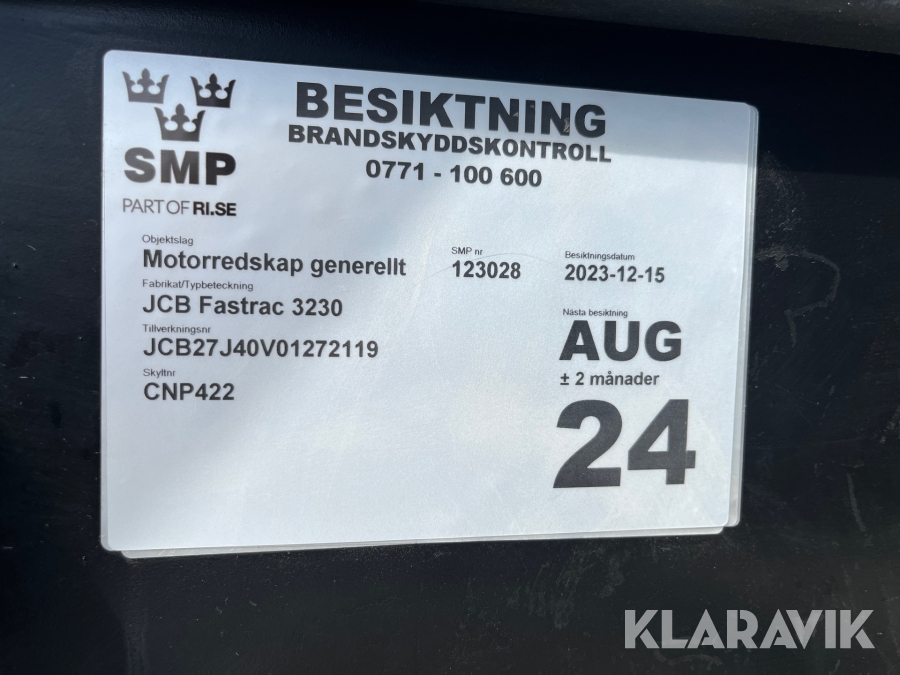 SMP
PART OF RI.SE
BESIKTNING
BRANDSKYDDSKONTROLL
0771 - 100 600
Objektslag
Motorredskap generellt
SMP nr
123028
Besiktningsdatum
2023-12-15
Fabrikat/Typbeteckning
JCB Fastrac 3230
Tillverkningsnr
JCB27J40V01272119
Skyltnr
CNP422
Nästa besiktning
AUG
± 2 månader
24
KLARAVIK